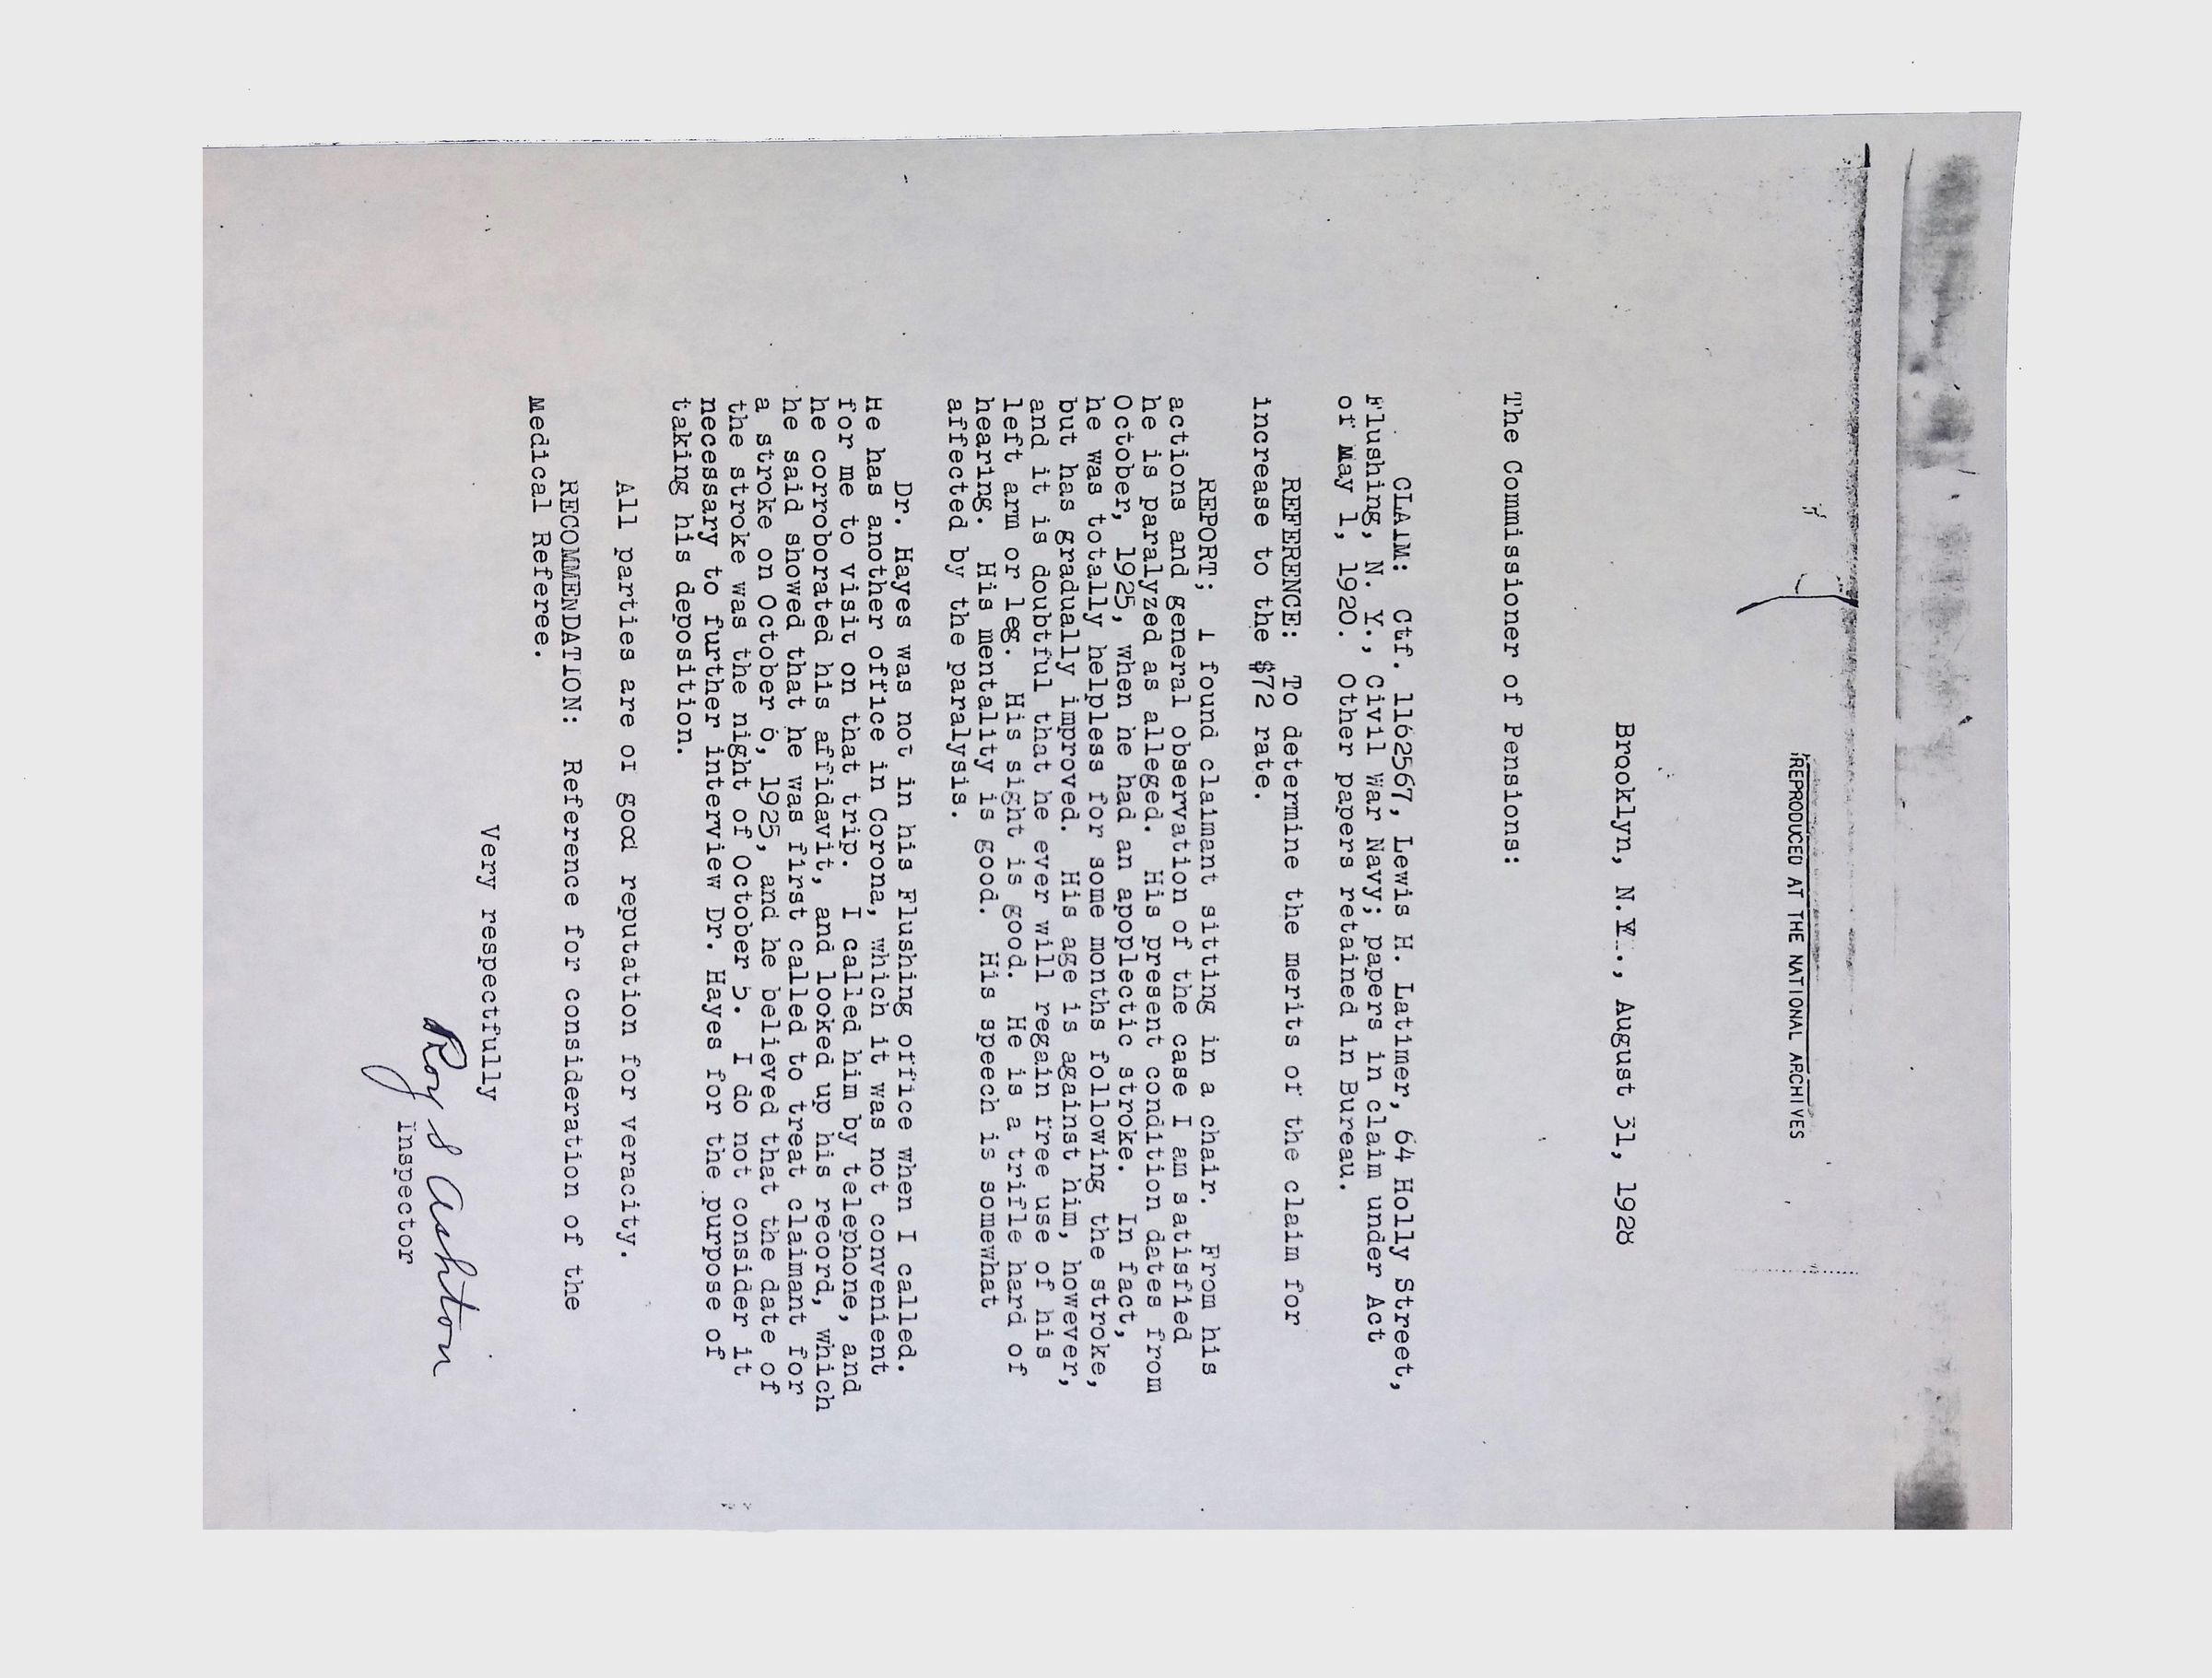 REPRODUCED AT THE NATIONAL ARCHIVES
Brooklyn, N.Y., August 31, 1928
The Commissioner of Pensions:
CLAIM: Ctf. 1162567, Lewis H. Latimer, 64 Holly Street,
Flushing, N. Y., Civil War Navy; papers in claim under Act
of May 1, 1920. Other papers retained in Bureau.
REFERENCE: To determine the merits of the claim for
increase to the $72 rate.
REPORT; I found claimant sitting in a chair. From his
actions and general observation of the case I am satisfied
he is paralyzed as alleged. His present condition dates from
October, 1925, when he had an apoplectic stroke. In fact,
he was totally helpless for some months following the stroke,
but has gradually improved. His age is against him, however,
and it is doubtful that he ever will regain free use of his
left arm or leg. His sight is good. He is a trifle hard of
hearing. His mentality is good. His speech is somewhat
affected by the paralysis.
Dr. Hayes was not in his Flushing office when I called.
He has another office in Corona, which it was not convenient
for me to visit on that trip. I called him by telephone, and
he corroborated his affidavit, and looked up his record, which
he said showed that he was first called to treat claimant for
a stroke on October 6, 1925, and he believed that the date of
the stroke was the night of October 5. I do not consider it
necessary to further interview Dr. Hayes for the purpose of
taking his deposition.
All parties are of good reputation for veracity.
RECOMMENDATION: Reference for consideration of the
Medical Referee.
Very respectfully
Roy S Ashton
Inspector